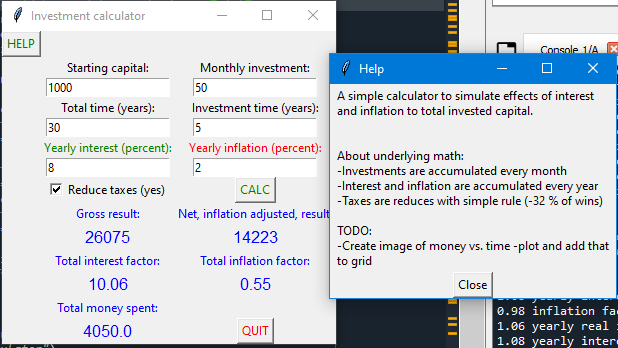 Investment calculator
HELP
Starting capital:
Monthly investment:
1000
50
Total time (years):
Investment time (years):
30
5
Yearly interest (percent):
Yearly inflation (percent):
8
2
Reduce taxes (yes)
CALC
Gross result:
Net, inflation adjusted, result
26075
14223
Total interest factor:
Total inflation factor:
10.06
0.55
Total money spent:
4050.0
QUIT
Console 1/A
Help
A simple calculator to simulate effects of interest
and inflation to total invested capital.
About underlying math:
-Investments are accumulated every month
-Interest and inflation are accumulated every year
-Taxes are reduces with simple rule (-32 % of wins)
TODO:
-Create image of money vs. time -plot and add that
to grid
Close
0.98 inflation fac
1.06 yearly real i
1.08 yearly intere